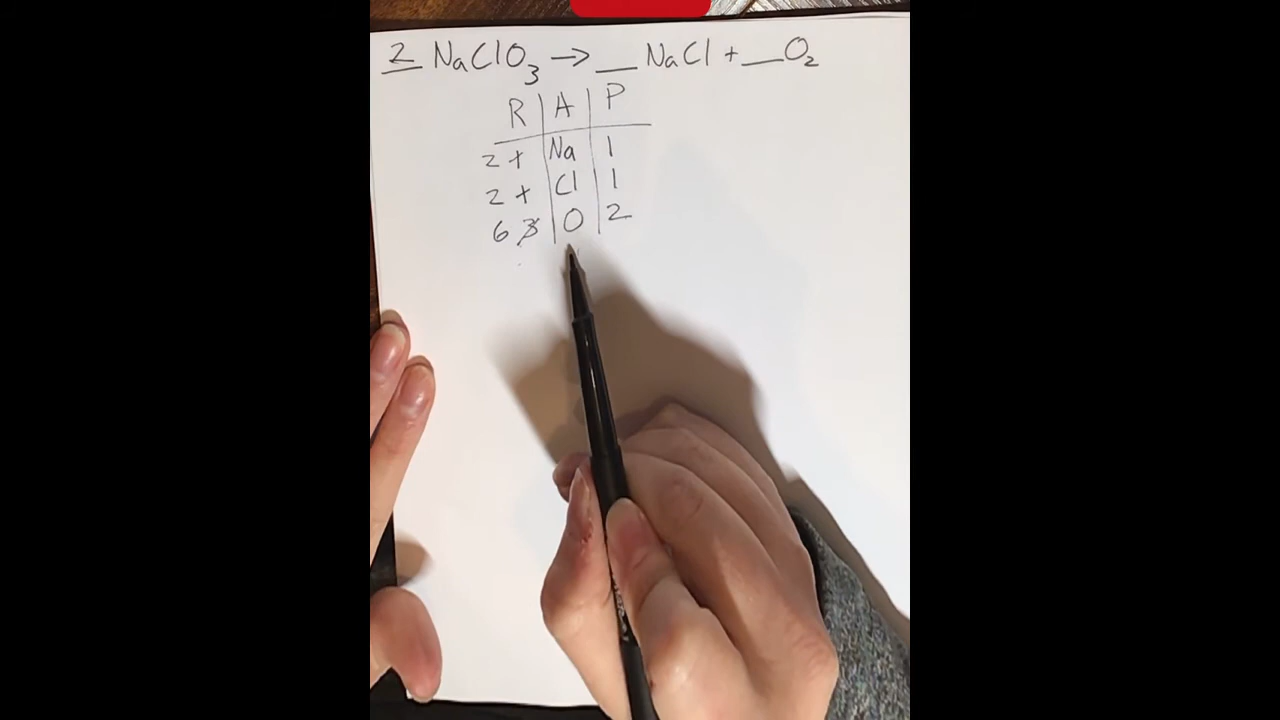 2 NaClO₃ → __ NaCl + __ O₂
R | A | P
2 + | Na | 1
2 + | Cl | 1
6 3 | O | 2